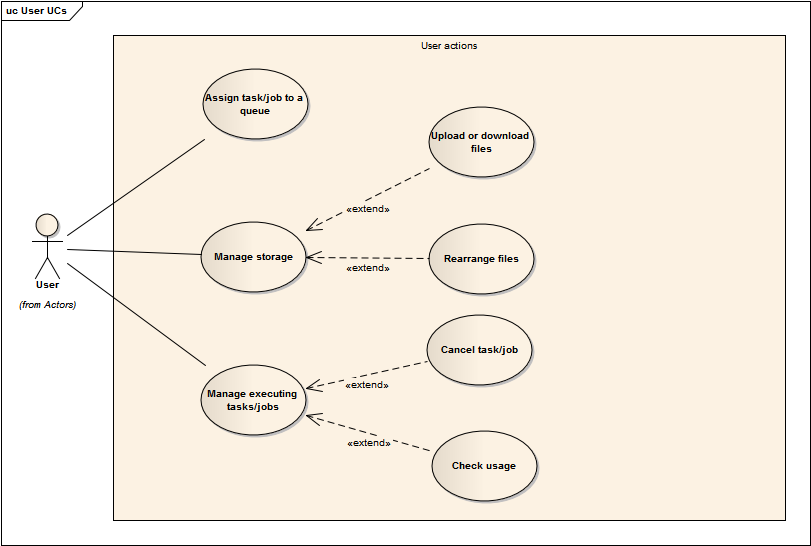 uc User UCs
User actions
Assign task/job to a
queue
Upload or download
files
«extend»
User
(from Actors)
Manage storage
«extend»
Rearrange files
Cancel task/job
«extend»
Manage executing
tasks/jobs
«extend»
Check usage